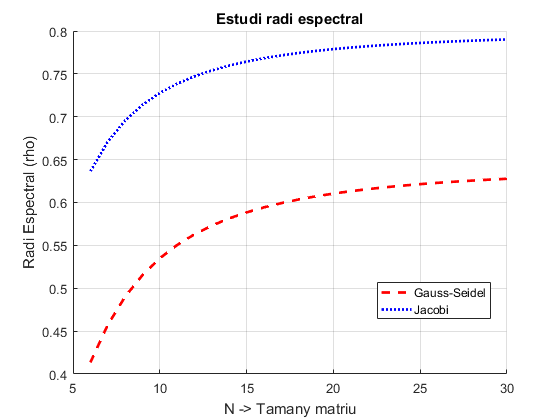 Estudi radi espectral
Radi Espectral (rho)
0.8
0.75
0.7
0.65
0.6
0.55
0.5
0.45
0.4
Gauss-Seidel
Jacobi
5 10 15 20 25 30
N -> Tamany matriu